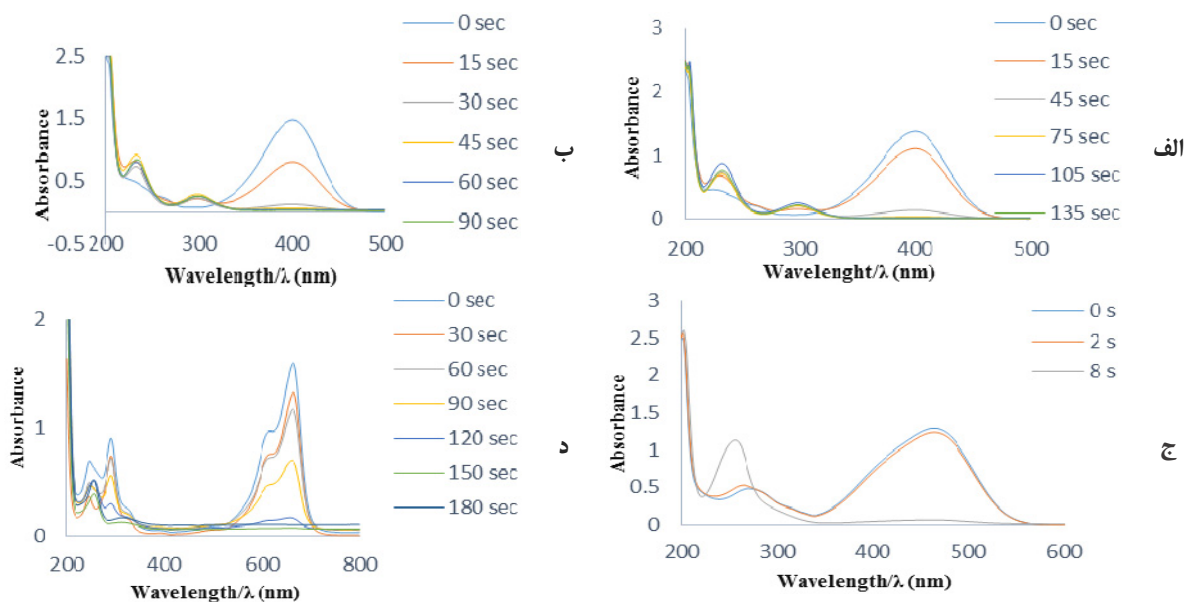 3
2
1
0
200
300
400
500
Absorbance
Wavelenght/λ (nm)
0 sec
15 sec
45 sec
75 sec
105 sec
135 sec
الف
2.5
1.5
0.5
-0.5
200
300
400
500
Absorbance
Wavelength/λ (nm)
0 sec
15 sec
30 sec
45 sec
60 sec
90 sec
ب
3
2.5
2
1.5
1
0.5
0
200
300
400
500
600
Absorbance
Wavelength/λ (nm)
0 s
2 s
8 s
ج
2
1
0
200
400
600
800
Absorbance
Wavelength/λ (nm)
0 sec
30 sec
60 sec
90 sec
120 sec
150 sec
180 sec